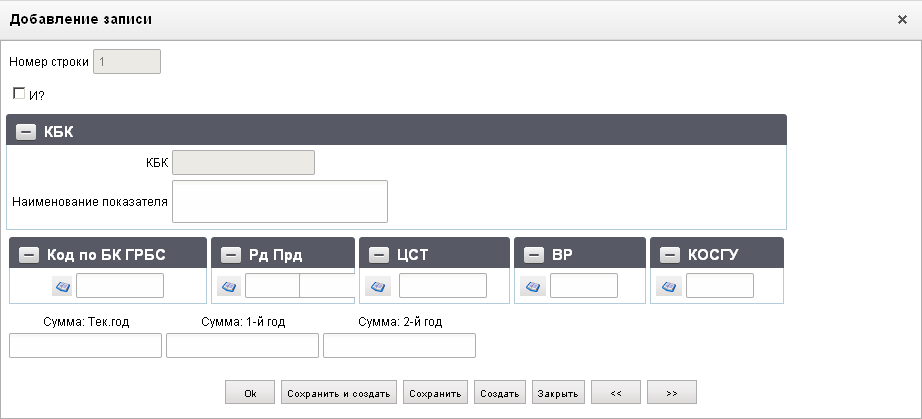 Добавление записи
Номер строки 1
И?
КБК
КБК
Наименование показателя
Код по БК ГРБС Рд Прд ЦСТ ВР КОСГУ
Сумма: Тек.год Сумма: 1-й год Сумма: 2-й год
Ok Сохранить и создать Сохранить Создать Закрыть << >>